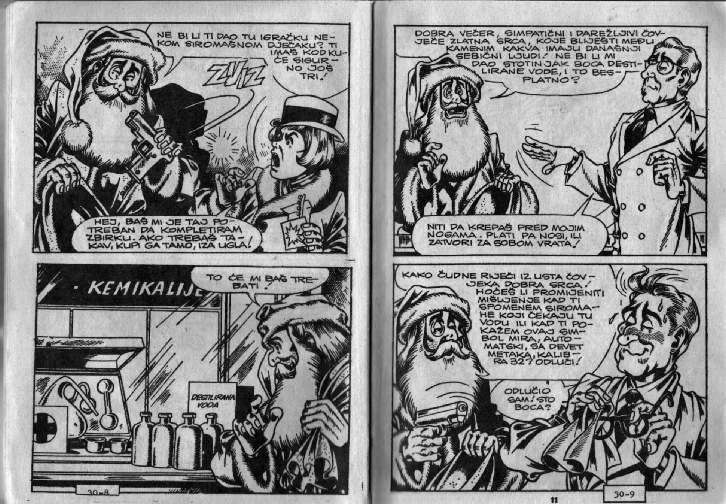 NE BI LI TI DAO TU IGRAČKU NE-
KOM SIROMAŠNOM DJEČAKU? TI
IMAŠ KOD KU-
ĆE SIGUR-
NO JOŠ
TRI!
ZVIZ
HEJ, BAŠ MI JE TAJ PO-
TREBAN DA KOMPLETIRAM
ZBIRKU. AKO TREBAŠ TA-
KAV, KUPI GA TAMO, IZA UGLA!
TO ĆE MI BAŠ TRE-
BATI!
• KEMIKALIJE
DESTILIRANA
VODA
30-8
DOBRA VEČER, SIMPATIČNI I DAREŽLJIVI ČOV-
JEČE ZLATNA SRCA, KOJE BLIJEŠTI MEĐU
KAMENIM KAKVA IMAJU DANAŠNJI
SEBIČNI LJUDI! NE BI LI MI
DAO STOTINJAK BOCA DESTI-
LIRANE VODE, I TO BES-
PLATNO?
NITI DA KREPAŠ PRED MOJIM
NOGAMA. PLATI PA NOSI, ILI
ZATVORI ZA SOBOM VRATA!
KAKO ČUDNE RIJEČI IZ USTA ČOV-
JEKA DOBRA SRCA!
HOĆEŠ LI PROMIJENITI
MIŠLJENJE KAD TI
SPOMENEM SIROMA-
HE KOJI ČEKAJU TU
VODU ILI KAD TI PO-
KAŽEM OVAJ SIM-
BOL MIRA, AUTO-
MATSKI, SA DEVET
METAKA, KALIB-
RA 32? ODLUČI!
ODLUČIO
SAM! STO
BOCA?
11
30-9